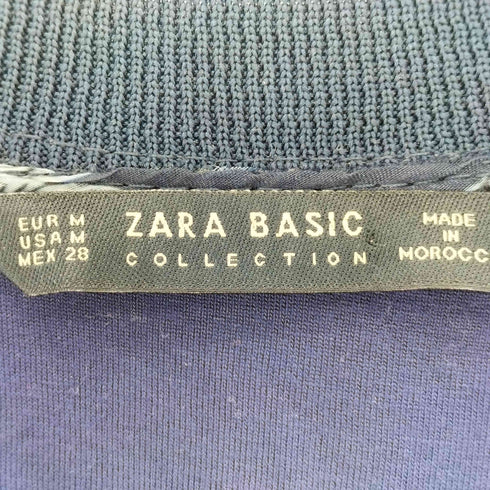 EUR M
USA M
MEX 28
ZARA BASIC
COLLECTION
MADE
IN
MOROCC